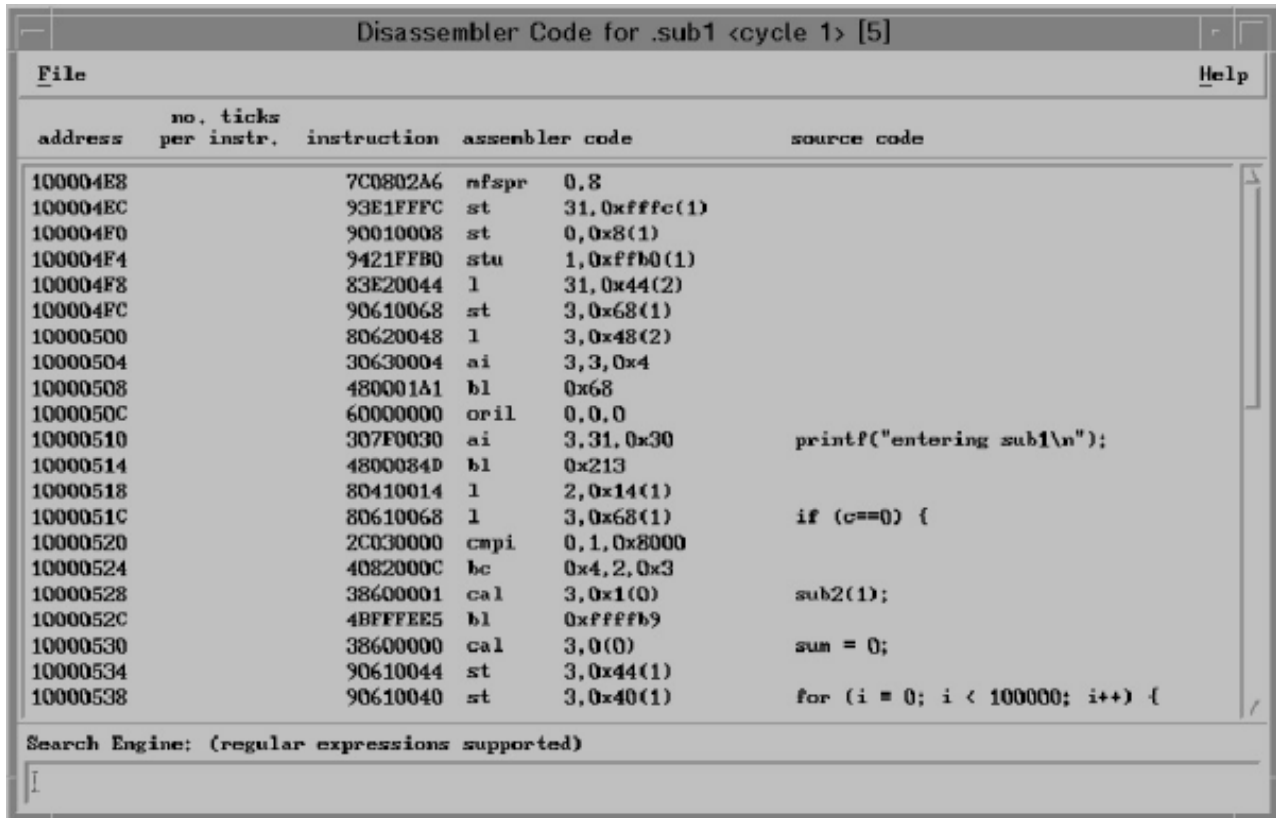 Disassembler Code for .sub1 <cycle 1> [5]
File Help
no. ticks
address per instr. instruction assembler code source code
100004E8 7C0802A6 mfspr 0,8
100004EC 93E1FFFC st 31,0xfffc(1)
100004F0 90010008 st 0,0x8(1)
100004F4 9421FFB0 stu 1,0xffb0(1)
100004F8 83E20044 l 31,0x44(2)
100004FC 90610068 st 3,0x68(1)
10000500 80620048 l 3,0x48(2)
10000504 30630004 ai 3,3,0x4
10000508 480001A1 bl 0x68
1000050C 60000000 oril 0,0,0
10000510 307F0030 ai 3,31,0x30 printf("entering sub1\n");
10000514 4800084D bl 0x213
10000518 80410014 l 2,0x14(1)
1000051C 80610068 l 3,0x68(1) if (c==0) {
10000520 2C030000 cmpi 0,1,0x8000
10000524 4082000C bc 0x4,2,0x3
10000528 38600001 cal 3,0x1(0) sub2(1);
1000052C 4BFFFEE5 bl 0xffffb9
10000530 38600000 cal 3,0(0) sum = 0;
10000534 90610044 st 3,0x44(1)
10000538 90610040 st 3,0x40(1) for (i = 0; i < 100000; i++) {
Search Engine: (regular expressions supported)